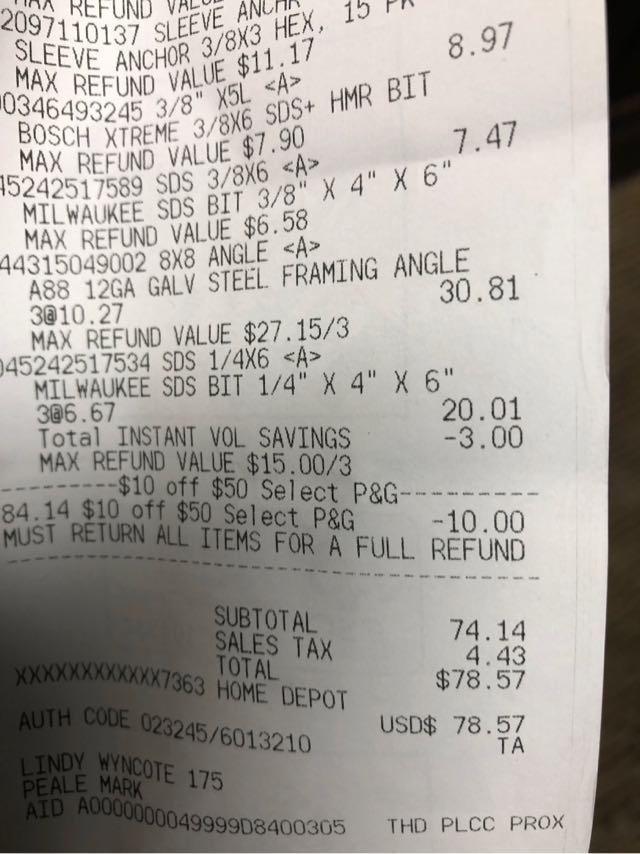 MAX REFUND VALUE
2097110137 SLEEVE ANCHR
SLEEVE ANCHOR 3/8X3 HEX, 15 PK
MAX REFUND VALUE $11.17
00346493245 3/8" X5L <A> 8.97
BOSCH XTREME 3/8X6 SDS+ HMR BIT
MAX REFUND VALUE $7.90
45242517589 SDS 3/8X6 <A> 7.47
MILWAUKEE SDS BIT 3/8" X 4" X 6"
MAX REFUND VALUE $6.58
44315049002 8X8 ANGLE <A>
A88 12GA GALV STEEL FRAMING ANGLE
3@10.27 30.81
MAX REFUND VALUE $27.15/3
045242517534 SDS 1/4X6 <A>
MILWAUKEE SDS BIT 1/4" X 4" X 6"
3@6.67 20.01
Total INSTANT VOL SAVINGS -3.00
MAX REFUND VALUE $15.00/3
---------$10 off $50 Select P&G----------
84.14 $10 off $50 Select P&G -10.00
MUST RETURN ALL ITEMS FOR A FULL REFUND
SUBTOTAL 74.14
SALES TAX 4.43
TOTAL $78.57
XXXXXXXXXXXX7363 HOME DEPOT
USD$ 78.57
AUTH CODE 023245/6013210 TA
LINDY WYNCOTE 175
PEALE MARK
AID A0000000049999D8400305 THD PLCC PROX